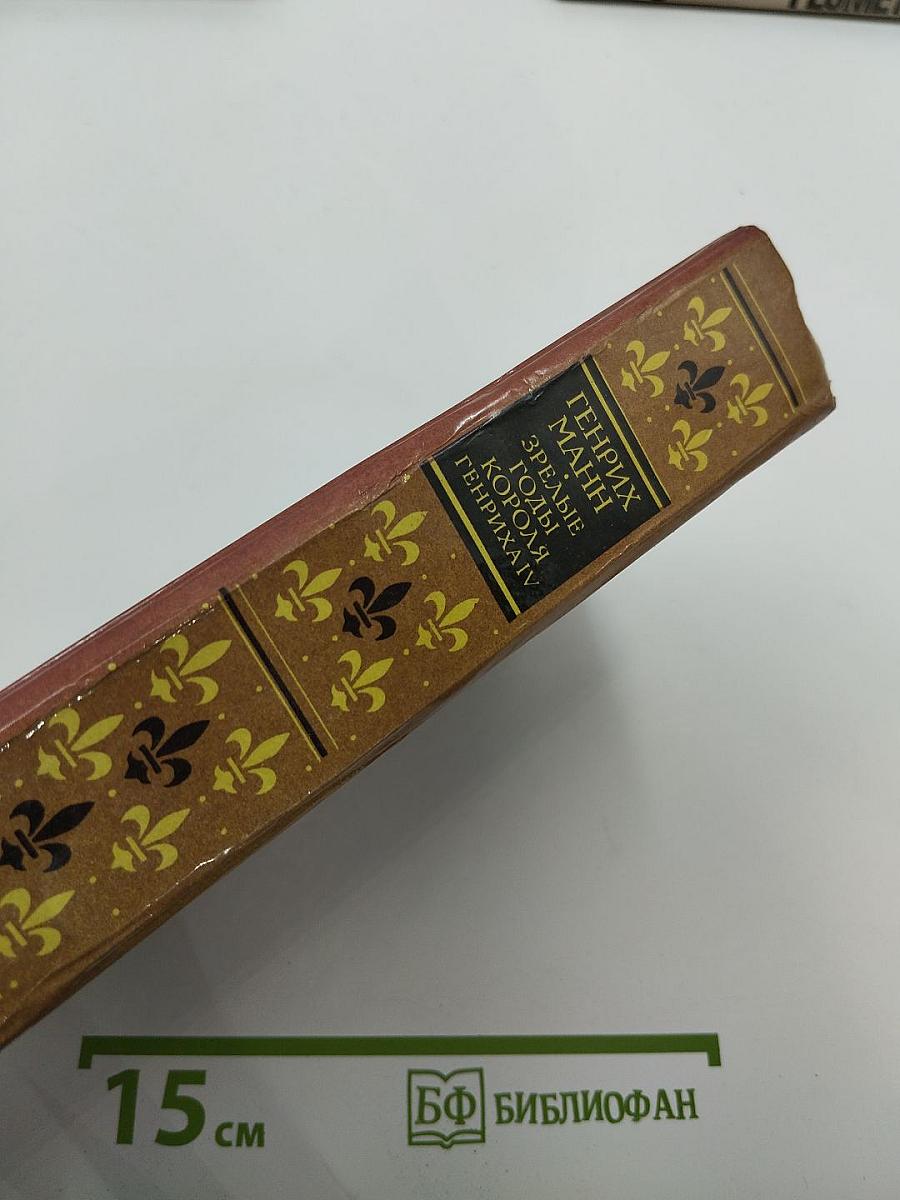 ГЕНРИХ
МАНН
ЗРЕЛЫЕ
ГОДЫ
КОРОЛЯ
ГЕНРИХА IV
15 см
БФ БИБЛИОФАН